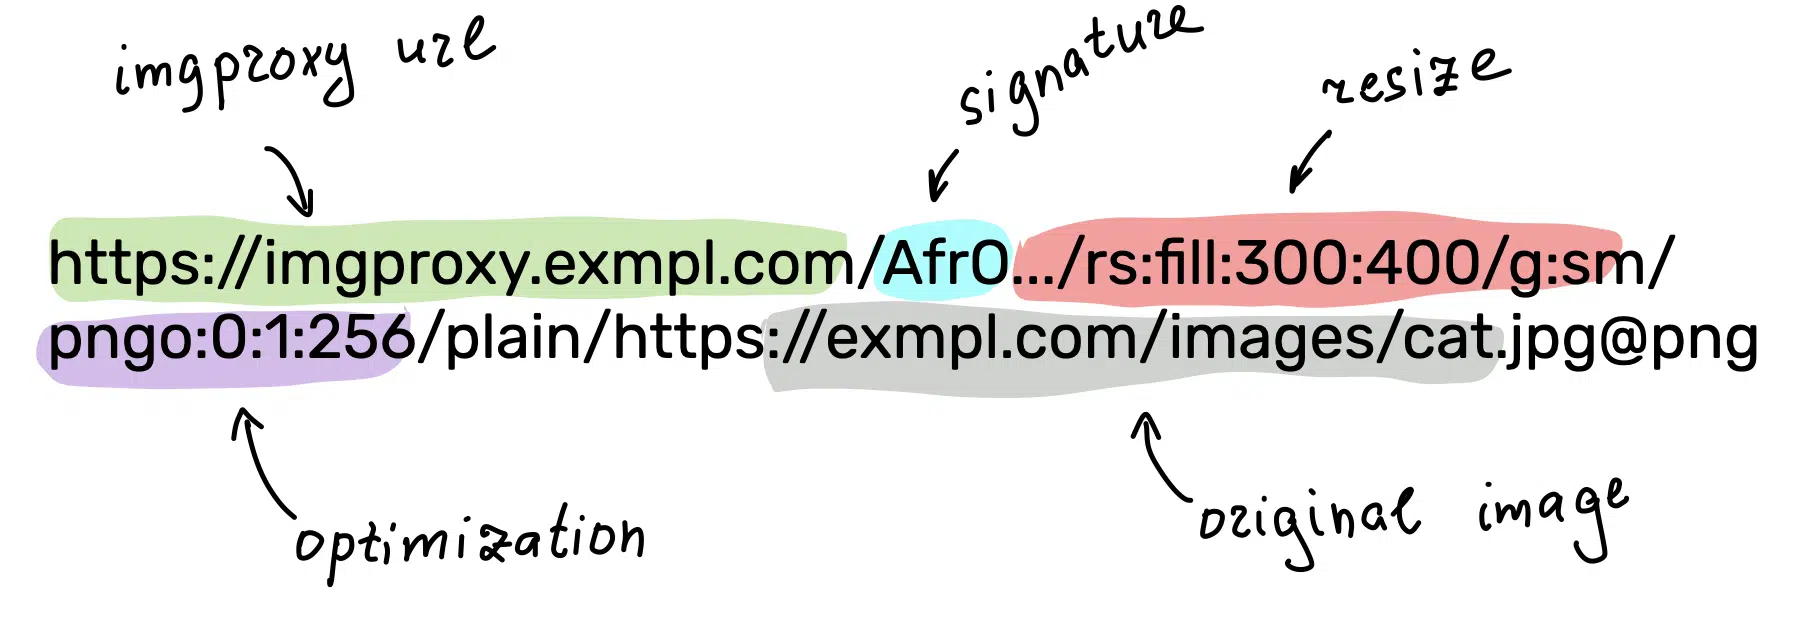 imgproxy url
signature
resize
https://imgproxy.exmpl.com/AfrO.../rs:fill:300:400/g:sm/
pngo:0:1:256/plain/https://exmpl.com/images/cat.jpg@png
optimization
original image